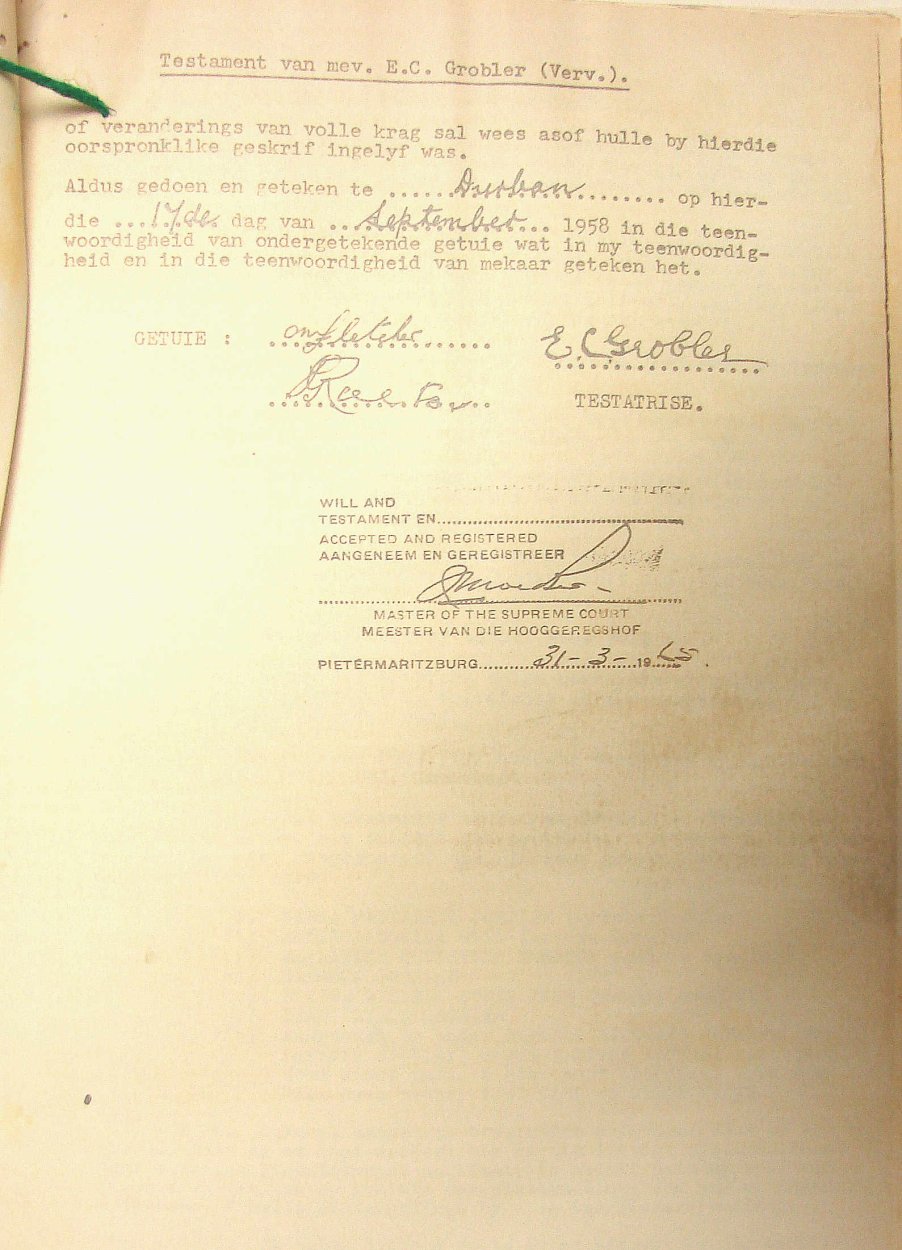 Testament van mev. E.C. Grobler (Verv.).
of veranderings van volle krag sal wees asof hulle by hierdie
oorspronklike geskrif ingelyf was.
Aldus gedoen en geteken te ......Durban......... op hier-
die ...17de. dag van ...September... 1958 in die teen-
woordigheid van ondergetekende getuie wat in my teenwoordig-
heid en in die teenwoordigheid van mekaar geteken het.
GETUIE :
E C Grobler
TESTATRISE.
WILL AND
TESTAMENT EN
ACCEPTED AND REGISTERED
AANGENEEM EN GEREGISTREER
MASTER OF THE SUPREME COURT
MEESTER VAN DIE HOOGGEREGSHOF
PIETERMARITZBURG 31-3-1965.